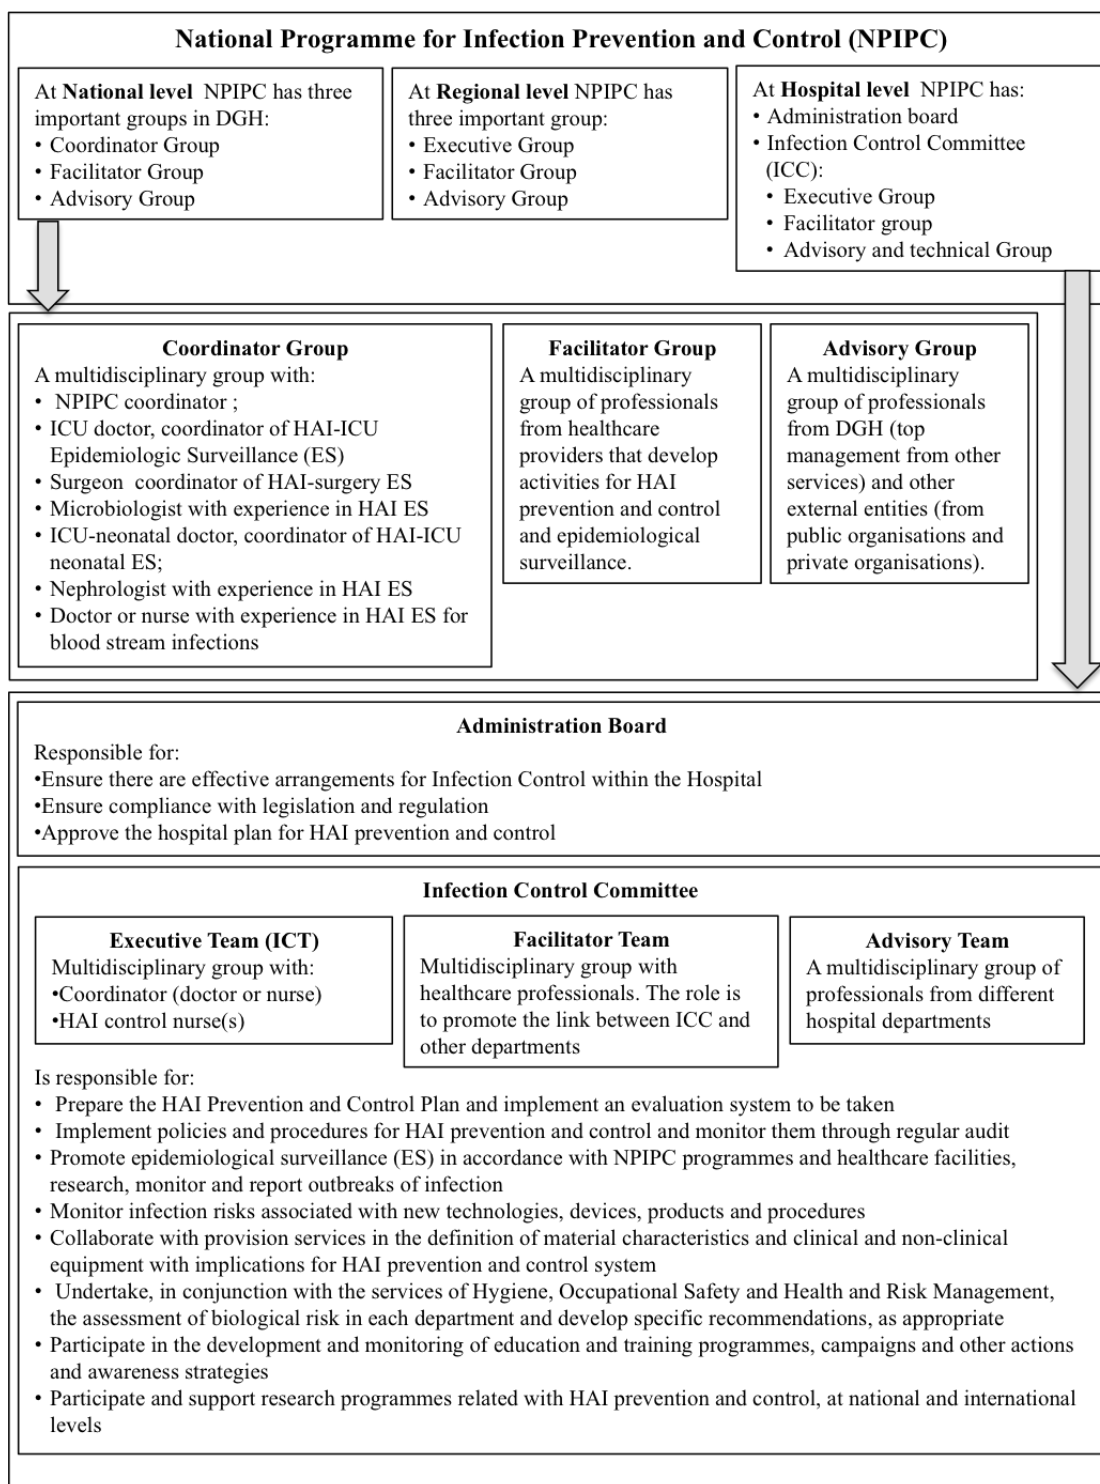 National Programme for Infection Prevention and Control (NPIPC)
At National level NPIPC has three
important groups in DGH:
• Coordinator Group
• Facilitator Group
• Advisory Group
At Regional level NPIPC has
three important group:
• Executive Group
• Facilitator Group
• Advisory Group
At Hospital level NPIPC has:
• Administration board
• Infection Control Committee
(ICC):
• Executive Group
• Facilitator group
• Advisory and technical Group
Coordinator Group
A multidisciplinary group with:
• NPIPC coordinator ;
• ICU doctor, coordinator of HAI-ICU
Epidemiologic Surveillance (ES)
• Surgeon coordinator of HAI-surgery ES
• Microbiologist with experience in HAI ES
• ICU-neonatal doctor, coordinator of HAI-ICU
neonatal ES;
• Nephrologist with experience in HAI ES
• Doctor or nurse with experience in HAI ES for
blood stream infections
Facilitator Group
A multidisciplinary
group of professionals
from healthcare
providers that develop
activities for HAI
prevention and control
and epidemiological
surveillance.
Advisory Group
A multidisciplinary
group of professionals
from DGH (top
management from other
services) and other
external entities (from
public organisations and
private organisations).
Administration Board
Responsible for:
•Ensure there are effective arrangements for Infection Control within the Hospital
•Ensure compliance with legislation and regulation
•Approve the hospital plan for HAI prevention and control
Infection Control Committee
Executive Team (ICT)
Multidisciplinary group with:
•Coordinator (doctor or nurse)
•HAI control nurse(s)
Facilitator Team
Multidisciplinary group with
healthcare professionals. The role is
to promote the link between ICC and
other departments
Advisory Team
A multidisciplinary group of
professionals from different
hospital departments
Is responsible for:
• Prepare the HAI Prevention and Control Plan and implement an evaluation system to be taken
• Implement policies and procedures for HAI prevention and control and monitor them through regular audit
• Promote epidemiological surveillance (ES) in accordance with NPIPC programmes and healthcare facilities,
research, monitor and report outbreaks of infection
• Monitor infection risks associated with new technologies, devices, products and procedures
• Collaborate with provision services in the definition of material characteristics and clinical and non-clinical
equipment with implications for HAI prevention and control system
• Undertake, in conjunction with the services of Hygiene, Occupational Safety and Health and Risk Management,
the assessment of biological risk in each department and develop specific recommendations, as appropriate
• Participate in the development and monitoring of education and training programmes, campaigns and other actions
and awareness strategies
• Participate and support research programmes related with HAI prevention and control, at national and international
levels